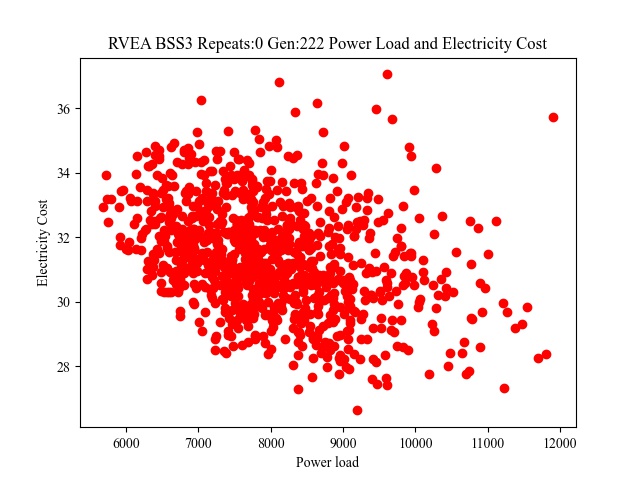 RVEA BSS3 Repeats:0 Gen:222 Power Load and Electricity Cost
36
34
32
30
28
Electricity Cost
6000 7000 8000 9000 10000 11000 12000
Power load